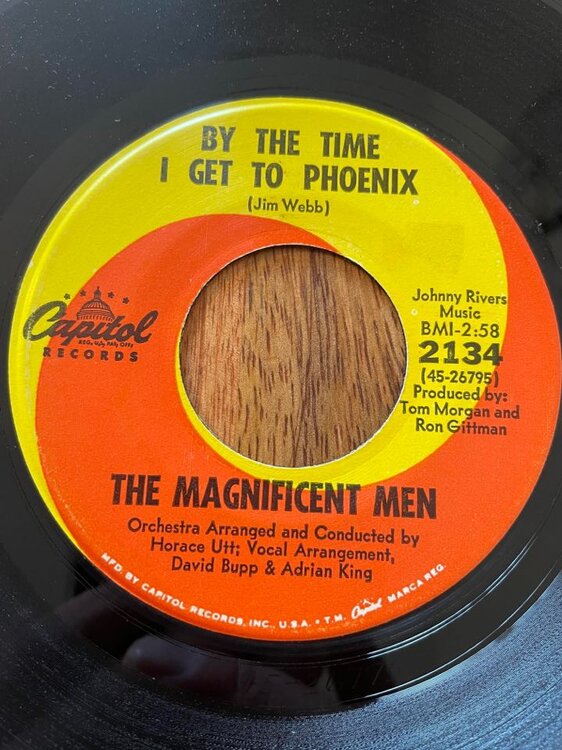 BY THE TIME
I GET TO PHOENIX
(Jim Webb)
Capitol
REG. U.S. PAT. OFF.
RECORDS
Johnny Rivers
Music
BMI-2:58
2134
(45-26795)
Produced by:
Tom Morgan and
Ron Gittman
THE MAGNIFICENT MEN
Orchestra Arranged and Conducted by
Horace Utt; Vocal Arrangement,
David Bupp & Adrian King
MFD. BY CAPITOL RECORDS, INC., U.S.A. • T.M. Capitol MARCA REG.